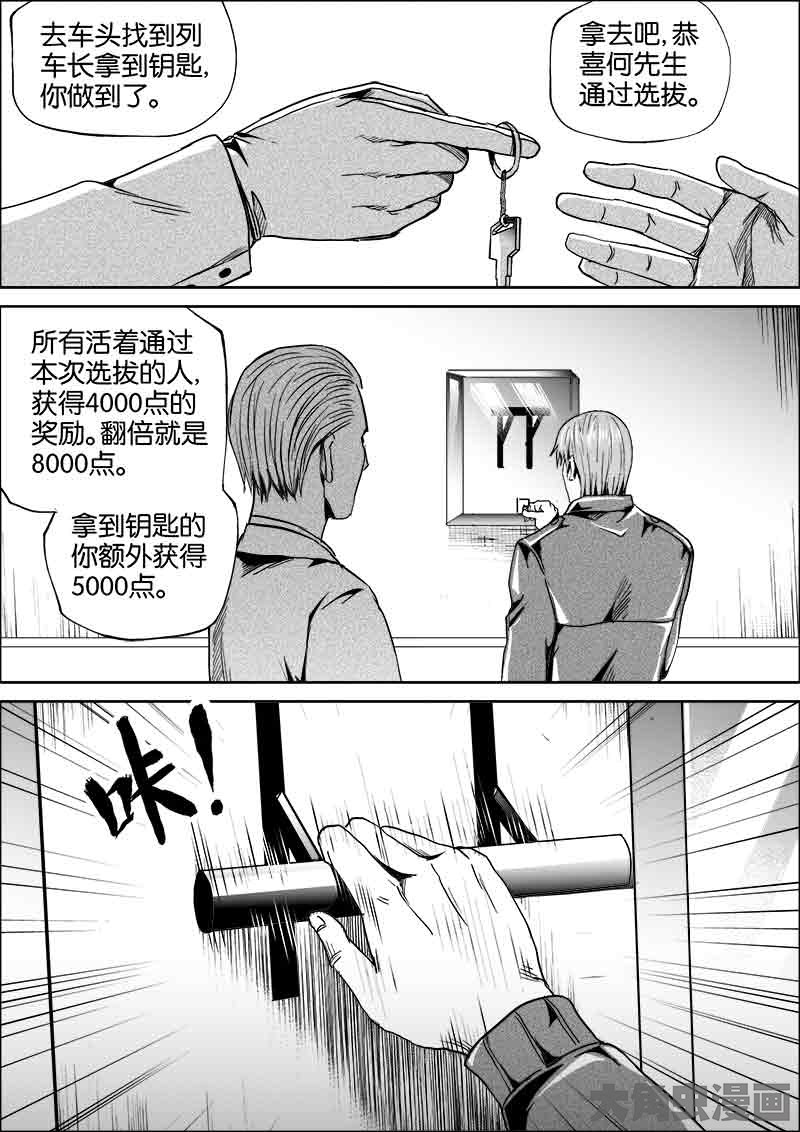 去车头找到列
车长拿到钥匙,
你做到了。
拿去吧,恭
喜何先生
通过选拔。
所有活着通过
本次选拔的人,
获得4000点的
奖励。翻倍就是
8000点。
拿到钥匙的
你额外获得
5000点。
咔!
大角虫漫画